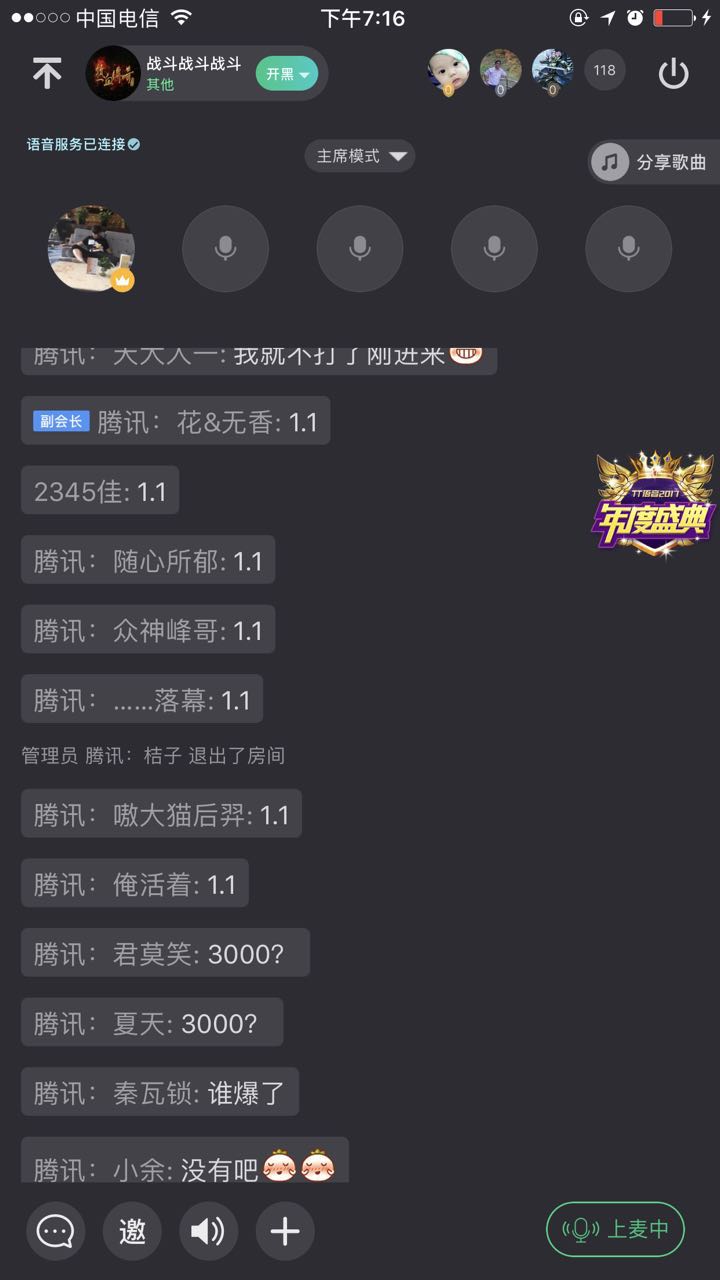 中国电信 下午7:16
战斗战斗战斗
其他
开黑
118
语音服务已连接
主席模式
分享歌曲
腾讯: 大大人一: 我就不打了刚进来
副会长 腾讯: 花&无香: 1.1
2345佳: 1.1
TT语音2017
年度盛典
腾讯: 随心所郁: 1.1
腾讯: 众神峰哥: 1.1
腾讯: ……落幕: 1.1
管理员 腾讯: 桔子 退出了房间
腾讯: 嗷大猫后羿: 1.1
腾讯: 俺活着: 1.1
腾讯: 君莫笑: 3000?
腾讯: 夏天: 3000?
腾讯: 秦瓦锁: 谁爆了
腾讯: 小余: 没有吧
邀
上麦中